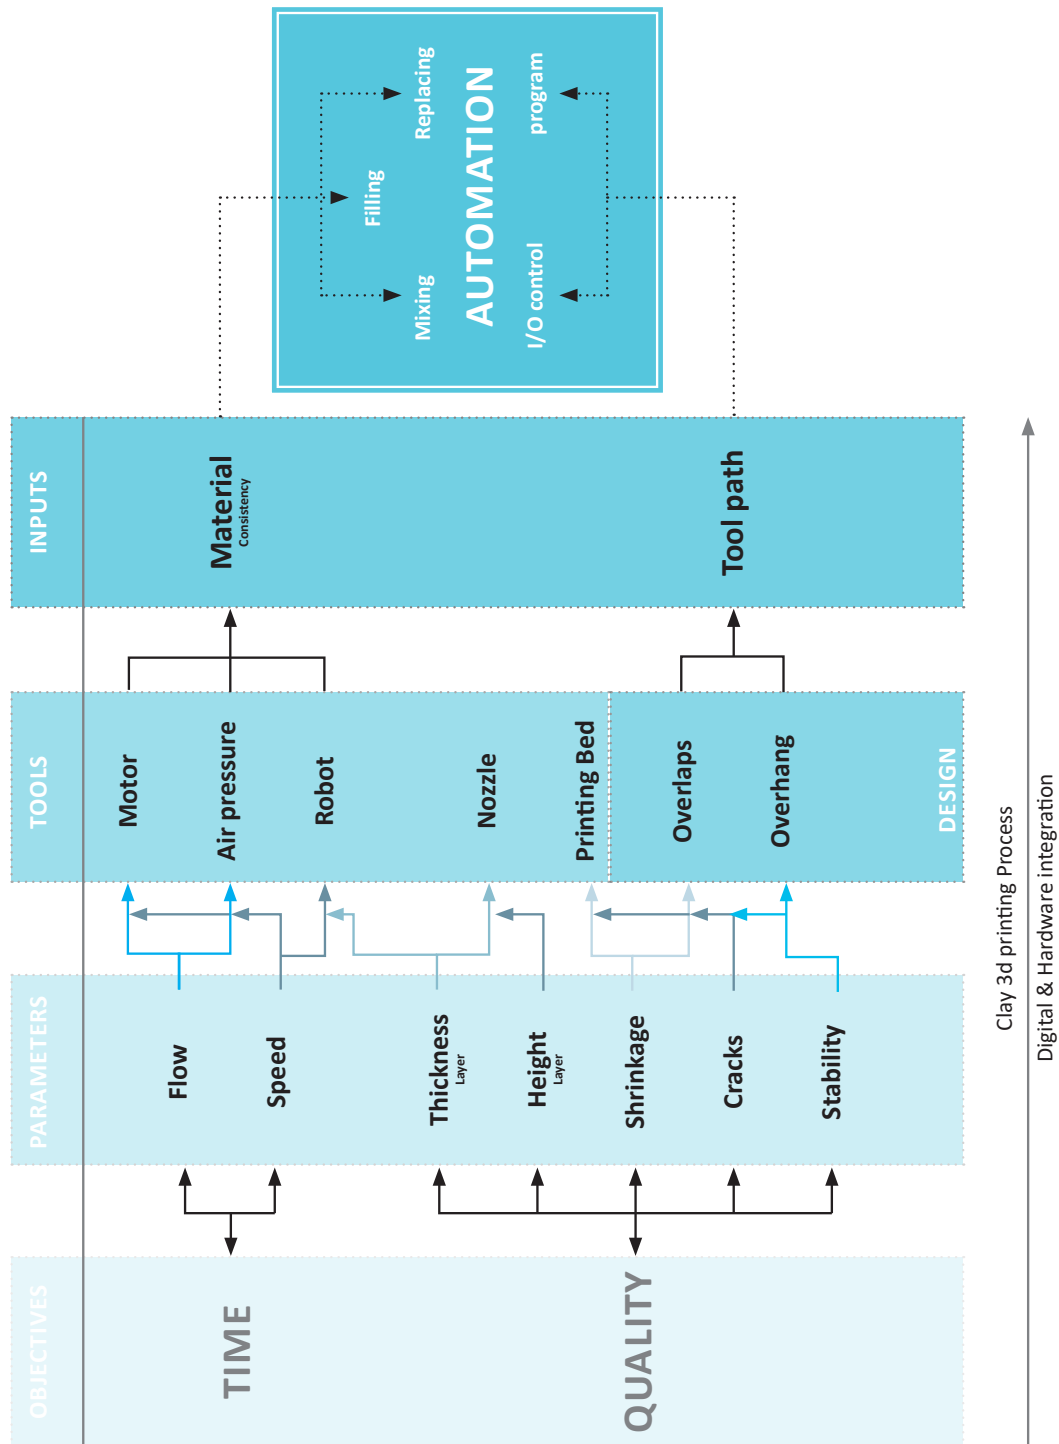 OBJECTIVES
TIME
QUALITY
PARAMETERS
Flow
Speed
Thickness
Layer
Height
Layer
Shrinkage
Cracks
Stability
TOOLS
Motor
Air pressure
Robot
Nozzle
Printing Bed
Overlaps
Overhang
DESIGN
INPUTS
Material
Consistency
Tool path
Mixing
Filling
Replacing
AUTOMATION
I/O control
program
Clay 3d printing Process
Digital & Hardware integration